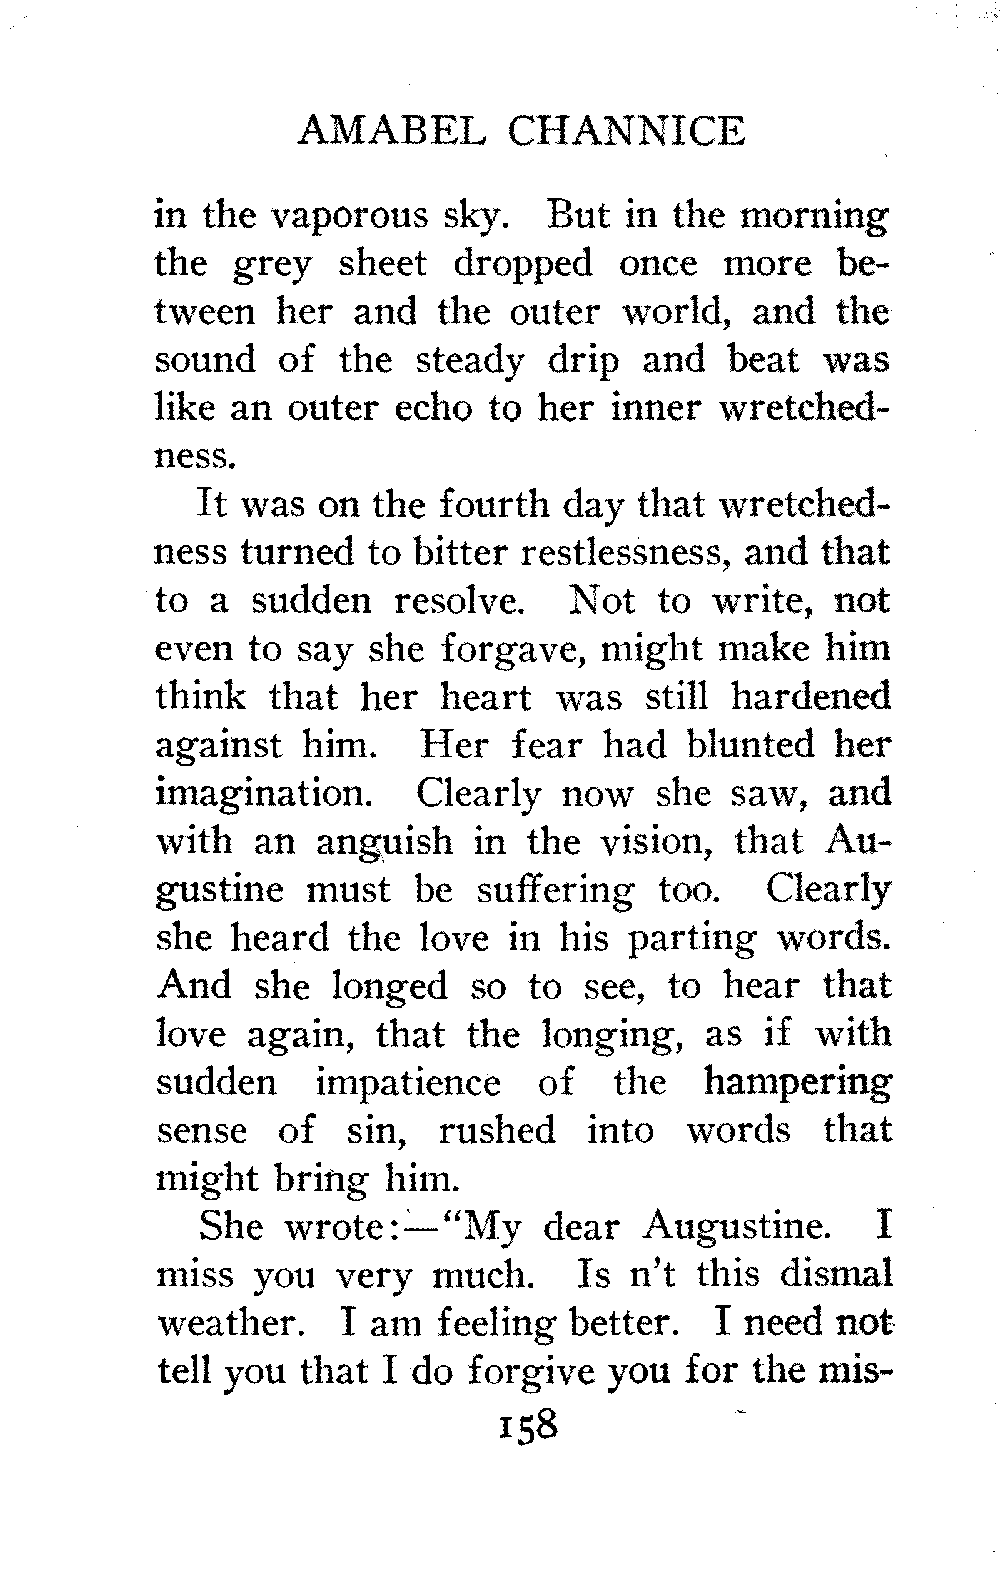 AMABEL CHANNICE
in the vaporous sky. But in the morning
the grey sheet dropped once more be-
tween her and the outer world, and the
sound of the steady drip and beat was
like an outer echo to her inner wretched-
ness.
It was on the fourth day that wretched-
ness turned to bitter restlessness, and that
to a sudden resolve. Not to write, not
even to say she forgave, might make him
think that her heart was still hardened
against him. Her fear had blunted her
imagination. Clearly now she saw, and
with an anguish in the vision, that Au-
gustine must be suffering too. Clearly
she heard the love in his parting words.
And she longed so to see, to hear that
love again, that the longing, as if with
sudden impatience of the hampering
sense of sin, rushed into words that
might bring him.
She wrote:—“My dear Augustine. I
miss you very much. Is n't this dismal
weather. I am feeling better. I need not
tell you that I do forgive you for the mis-
158